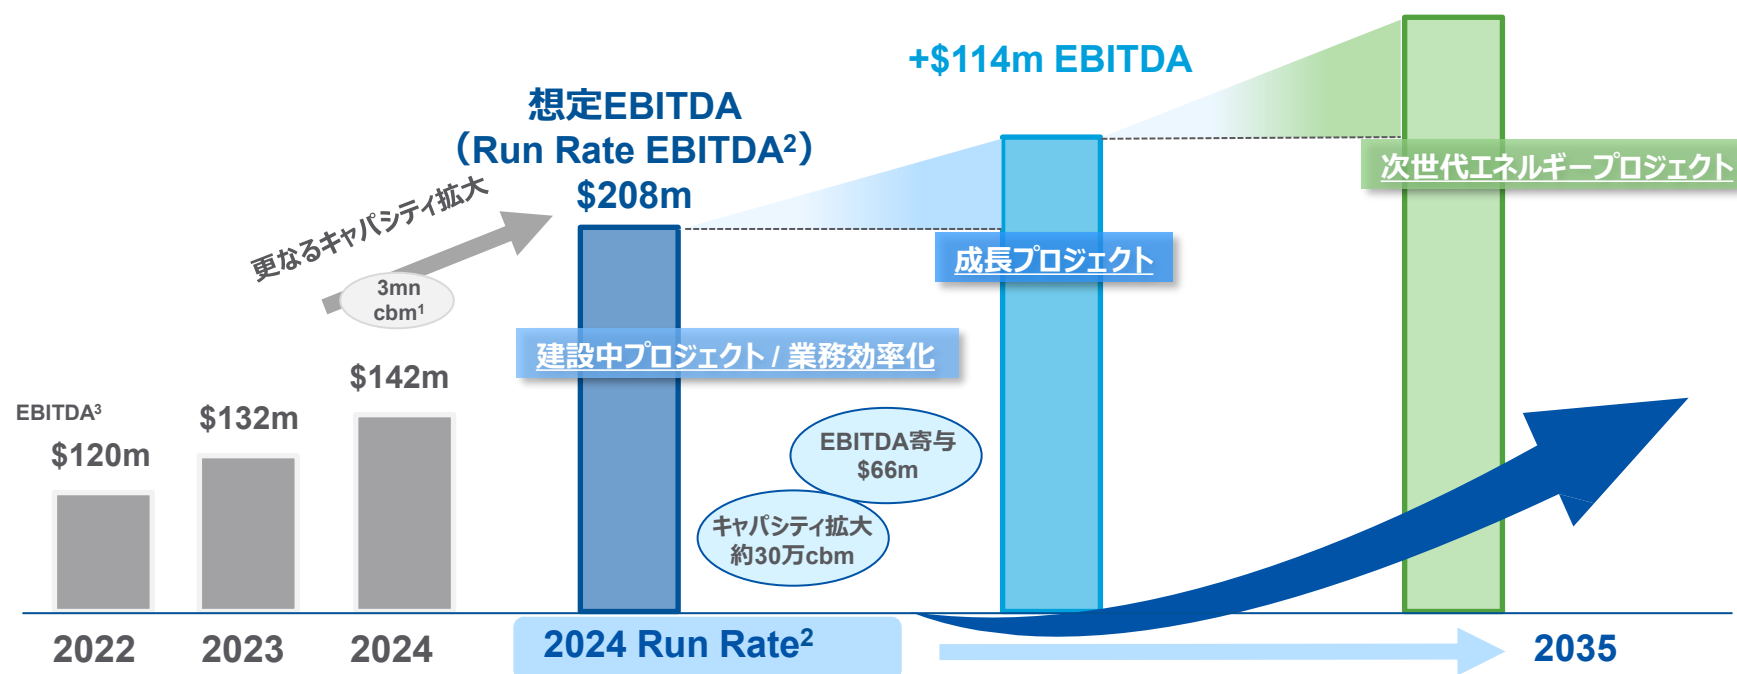 +$114m EBITDA
想定EBITDA
（Run Rate EBITDA²）
$208m
次世代エネルギープロジェクト
更なるキャパシティ拡大
3mn
cbm¹
成長プロジェクト
建設中プロジェクト / 業務効率化
EBITDA³
$120m
$132m
$142m
EBITDA寄与
$66m
キャパシティ拡大
約30万cbm
2022
2023
2024
2024 Run Rate²
2035